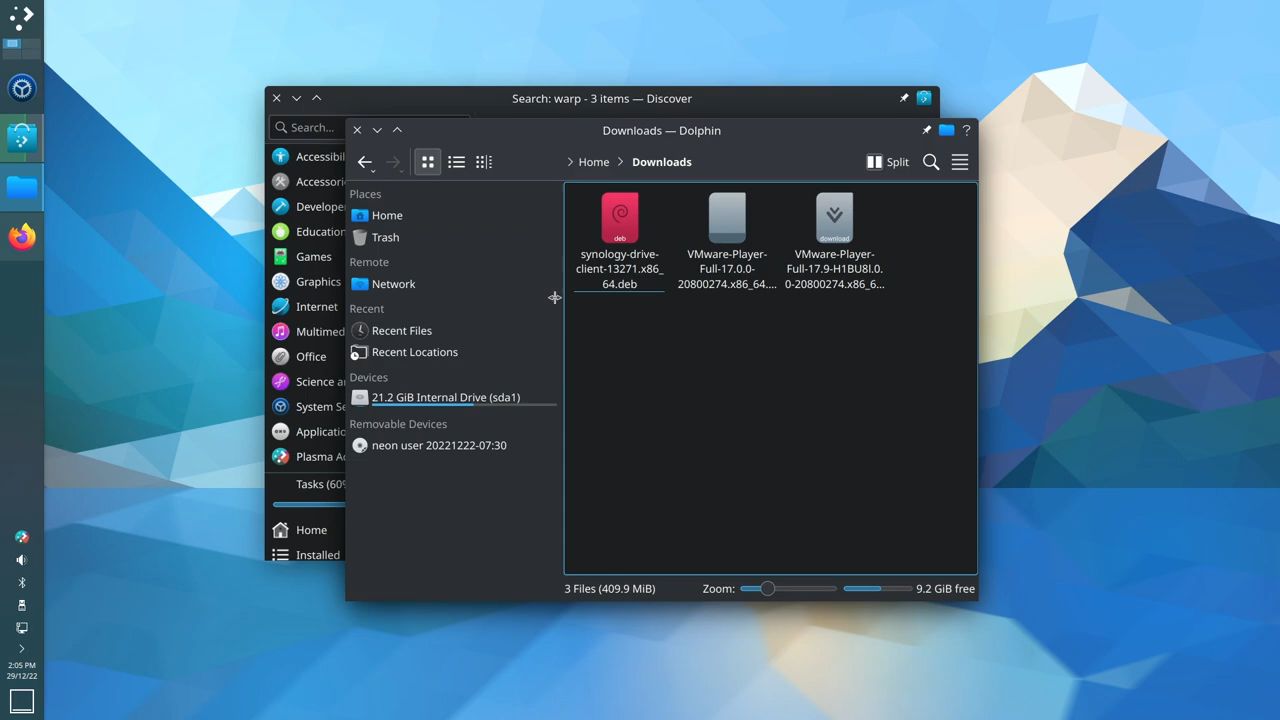 Search: warp - 3 items — Discover
Search...
Accessibil
Accessori
Develope
Education
Games
Graphics
Internet
Multimed
Office
Science a
System Se
Applicatio
Plasma Ad
Tasks (60%
Home
Installed
Downloads — Dolphin
?
Home
Downloads
Split
Places
Home
Trash
Remote
Network
Recent
Recent Files
Recent Locations
Devices
21.2 GiB Internal Drive (sda1)
Removable Devices
neon user 20221222-07:30
deb
synology-drive-
client-13271.x86_
64.deb
VMware-Player-
Full-17.0.0-
20800274.x86_64....
download
VMware-Player-
Full-17.9-H1BU8l.0.
0-20800274.x86_6...
3 Files (409.9 MiB)
Zoom:
9.2 GiB free
2:05 PM
29/12/22